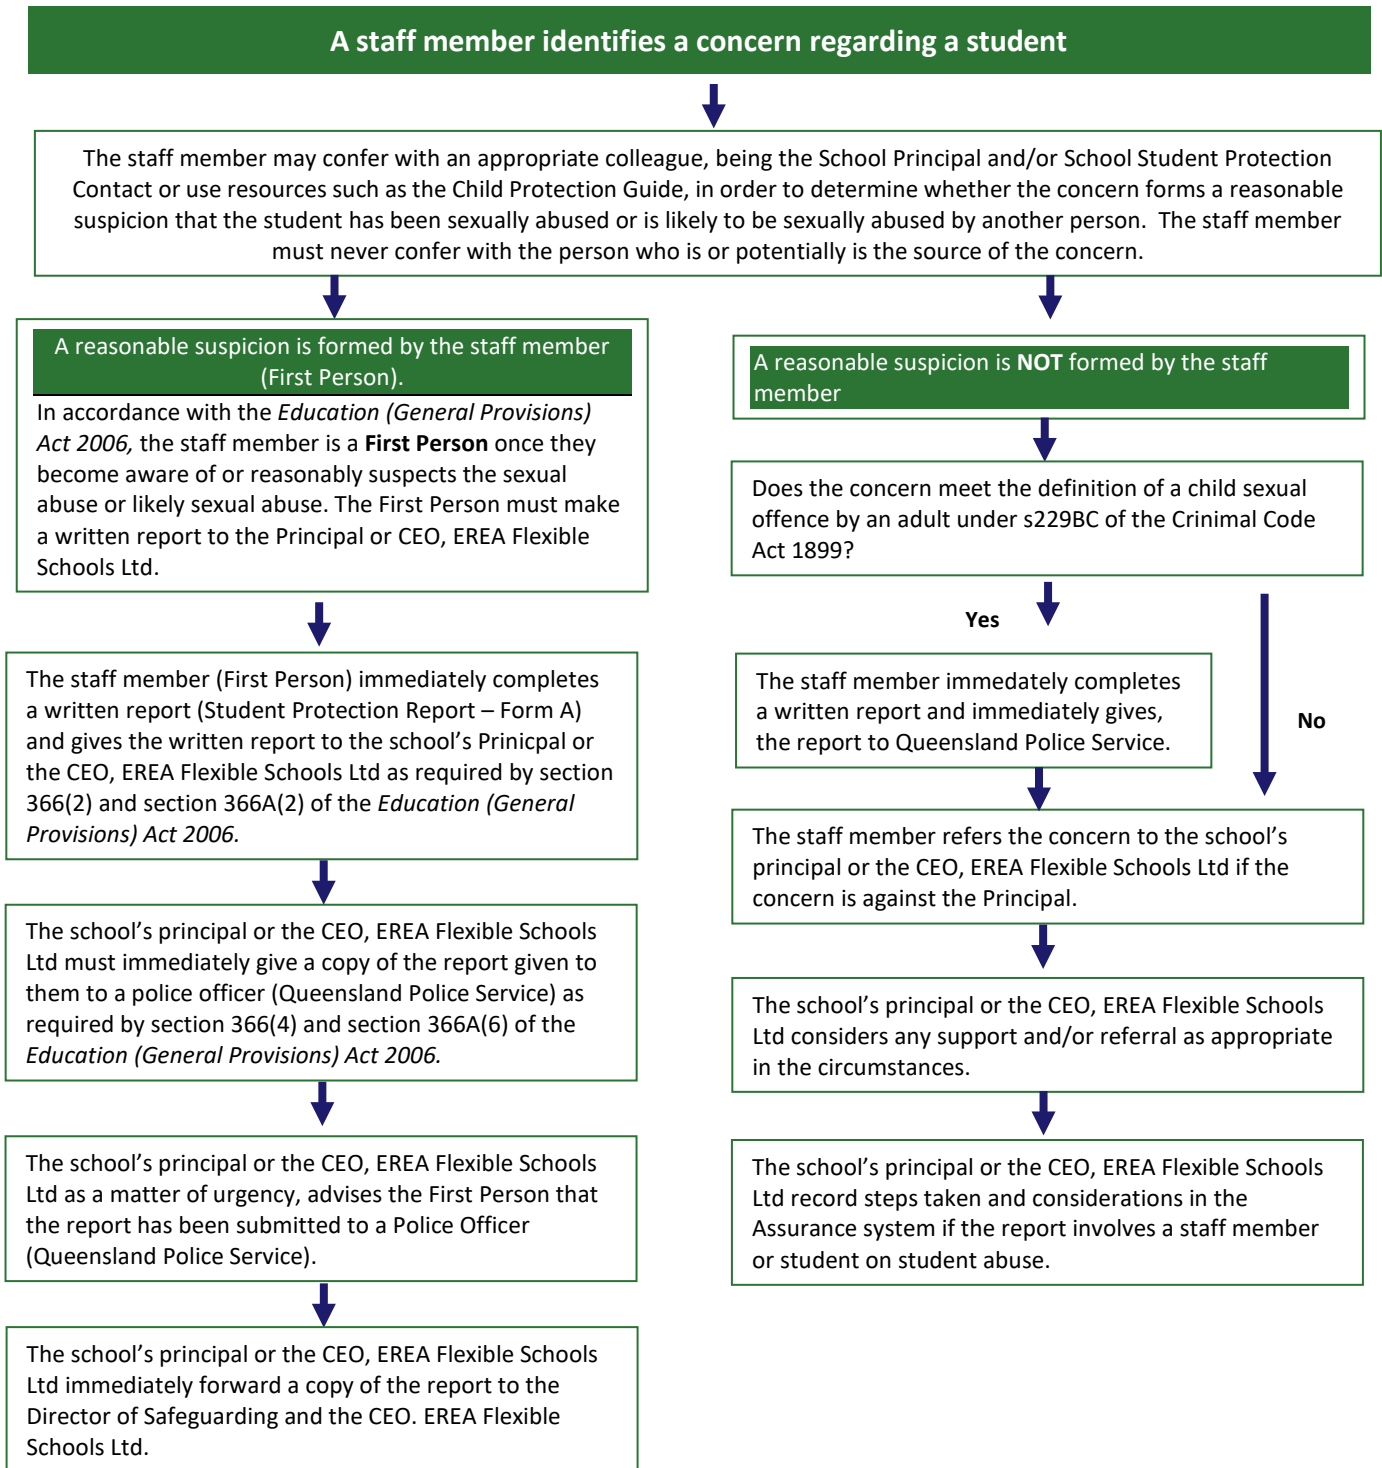 A staff member identifies a concern regarding a student
The staff member may confer with an appropriate colleague, being the School Principal and/or School Student Protection
Contact or use resources such as the Child Protection Guide, in order to determine whether the concern forms a reasonable
suspicion that the student has been sexually abused or is likely to be sexually abused by another person. The staff member
must never confer with the person who is or potentially is the source of the concern.
A reasonable suspicion is formed by the staff member
(First Person).
In accordance with the Education (General Provisions)
Act 2006, the staff member is a First Person once they
become aware of or reasonably suspects the sexual
abuse or likely sexual abuse. The First Person must make
a written report to the Principal or CEO, EREA Flexible
Schools Ltd.
The staff member (First Person) immediately completes
a written report (Student Protection Report – Form A)
and gives the written report to the school’s Prinicpal or
the CEO, EREA Flexible Schools Ltd as required by section
366(2) and section 366A(2) of the Education (General
Provisions) Act 2006.
The school’s principal or the CEO, EREA Flexible Schools
Ltd must immediately give a copy of the report given to
them to a police officer (Queensland Police Service) as
required by section 366(4) and section 366A(6) of the
Education (General Provisions) Act 2006.
The school’s principal or the CEO, EREA Flexible Schools
Ltd as a matter of urgency, advises the First Person that
the report has been submitted to a Police Officer
(Queensland Police Service).
The school’s principal or the CEO, EREA Flexible Schools
Ltd immediately forward a copy of the report to the
Director of Safeguarding and the CEO. EREA Flexible
Schools Ltd.
A reasonable suspicion is NOT formed by the staff
member
Does the concern meet the definition of a child sexual
offence by an adult under s229BC of the Crinimal Code
Act 1899?
Yes
The staff member immedately completes
a written report and immediately gives,
the report to Queensland Police Service.
No
The staff member refers the concern to the school’s
principal or the CEO, EREA Flexible Schools Ltd if the
concern is against the Principal.
The school’s principal or the CEO, EREA Flexible Schools
Ltd considers any support and/or referral as appropriate
in the circumstances.
The school’s principal or the CEO, EREA Flexible Schools
Ltd record steps taken and considerations in the
Assurance system if the report involves a staff member
or student on student abuse.